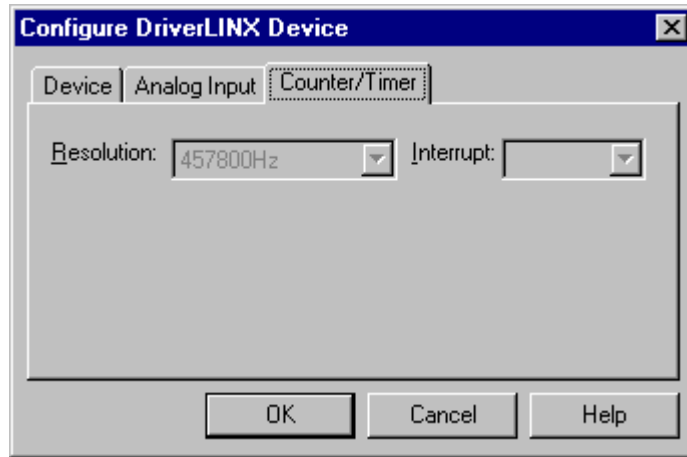 Configure DriverLINX Device
Device Analog Input Counter/Timer
Resolution: 457800Hz Interrupt:
OK Cancel Help